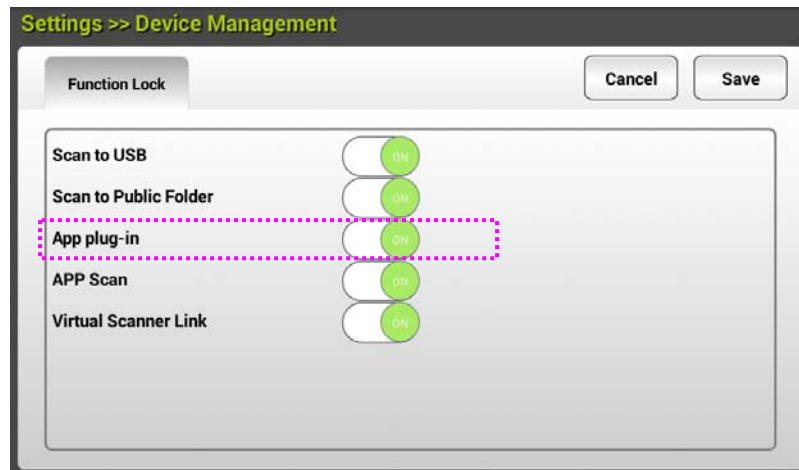 Settings >> Device Management
Function Lock
Cancel
Save
Scan to USB ON
Scan to Public Folder ON
App plug-in ON
APP Scan ON
Virtual Scanner Link ON